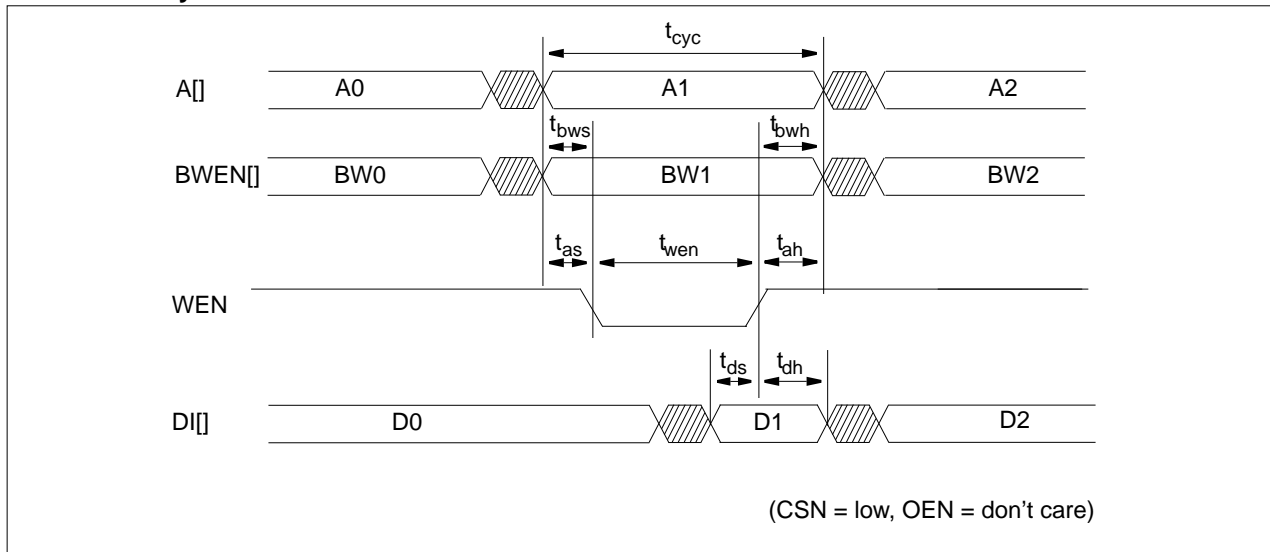 t_cyc
A[] A0 A1 A2
t_bws t_bwh
BWEN[] BW0 BW1 BW2
t_as t_wen t_ah
WEN
t_ds t_dh
DI[] D0 D1 D2
(CSN = low, OEN = don't care)